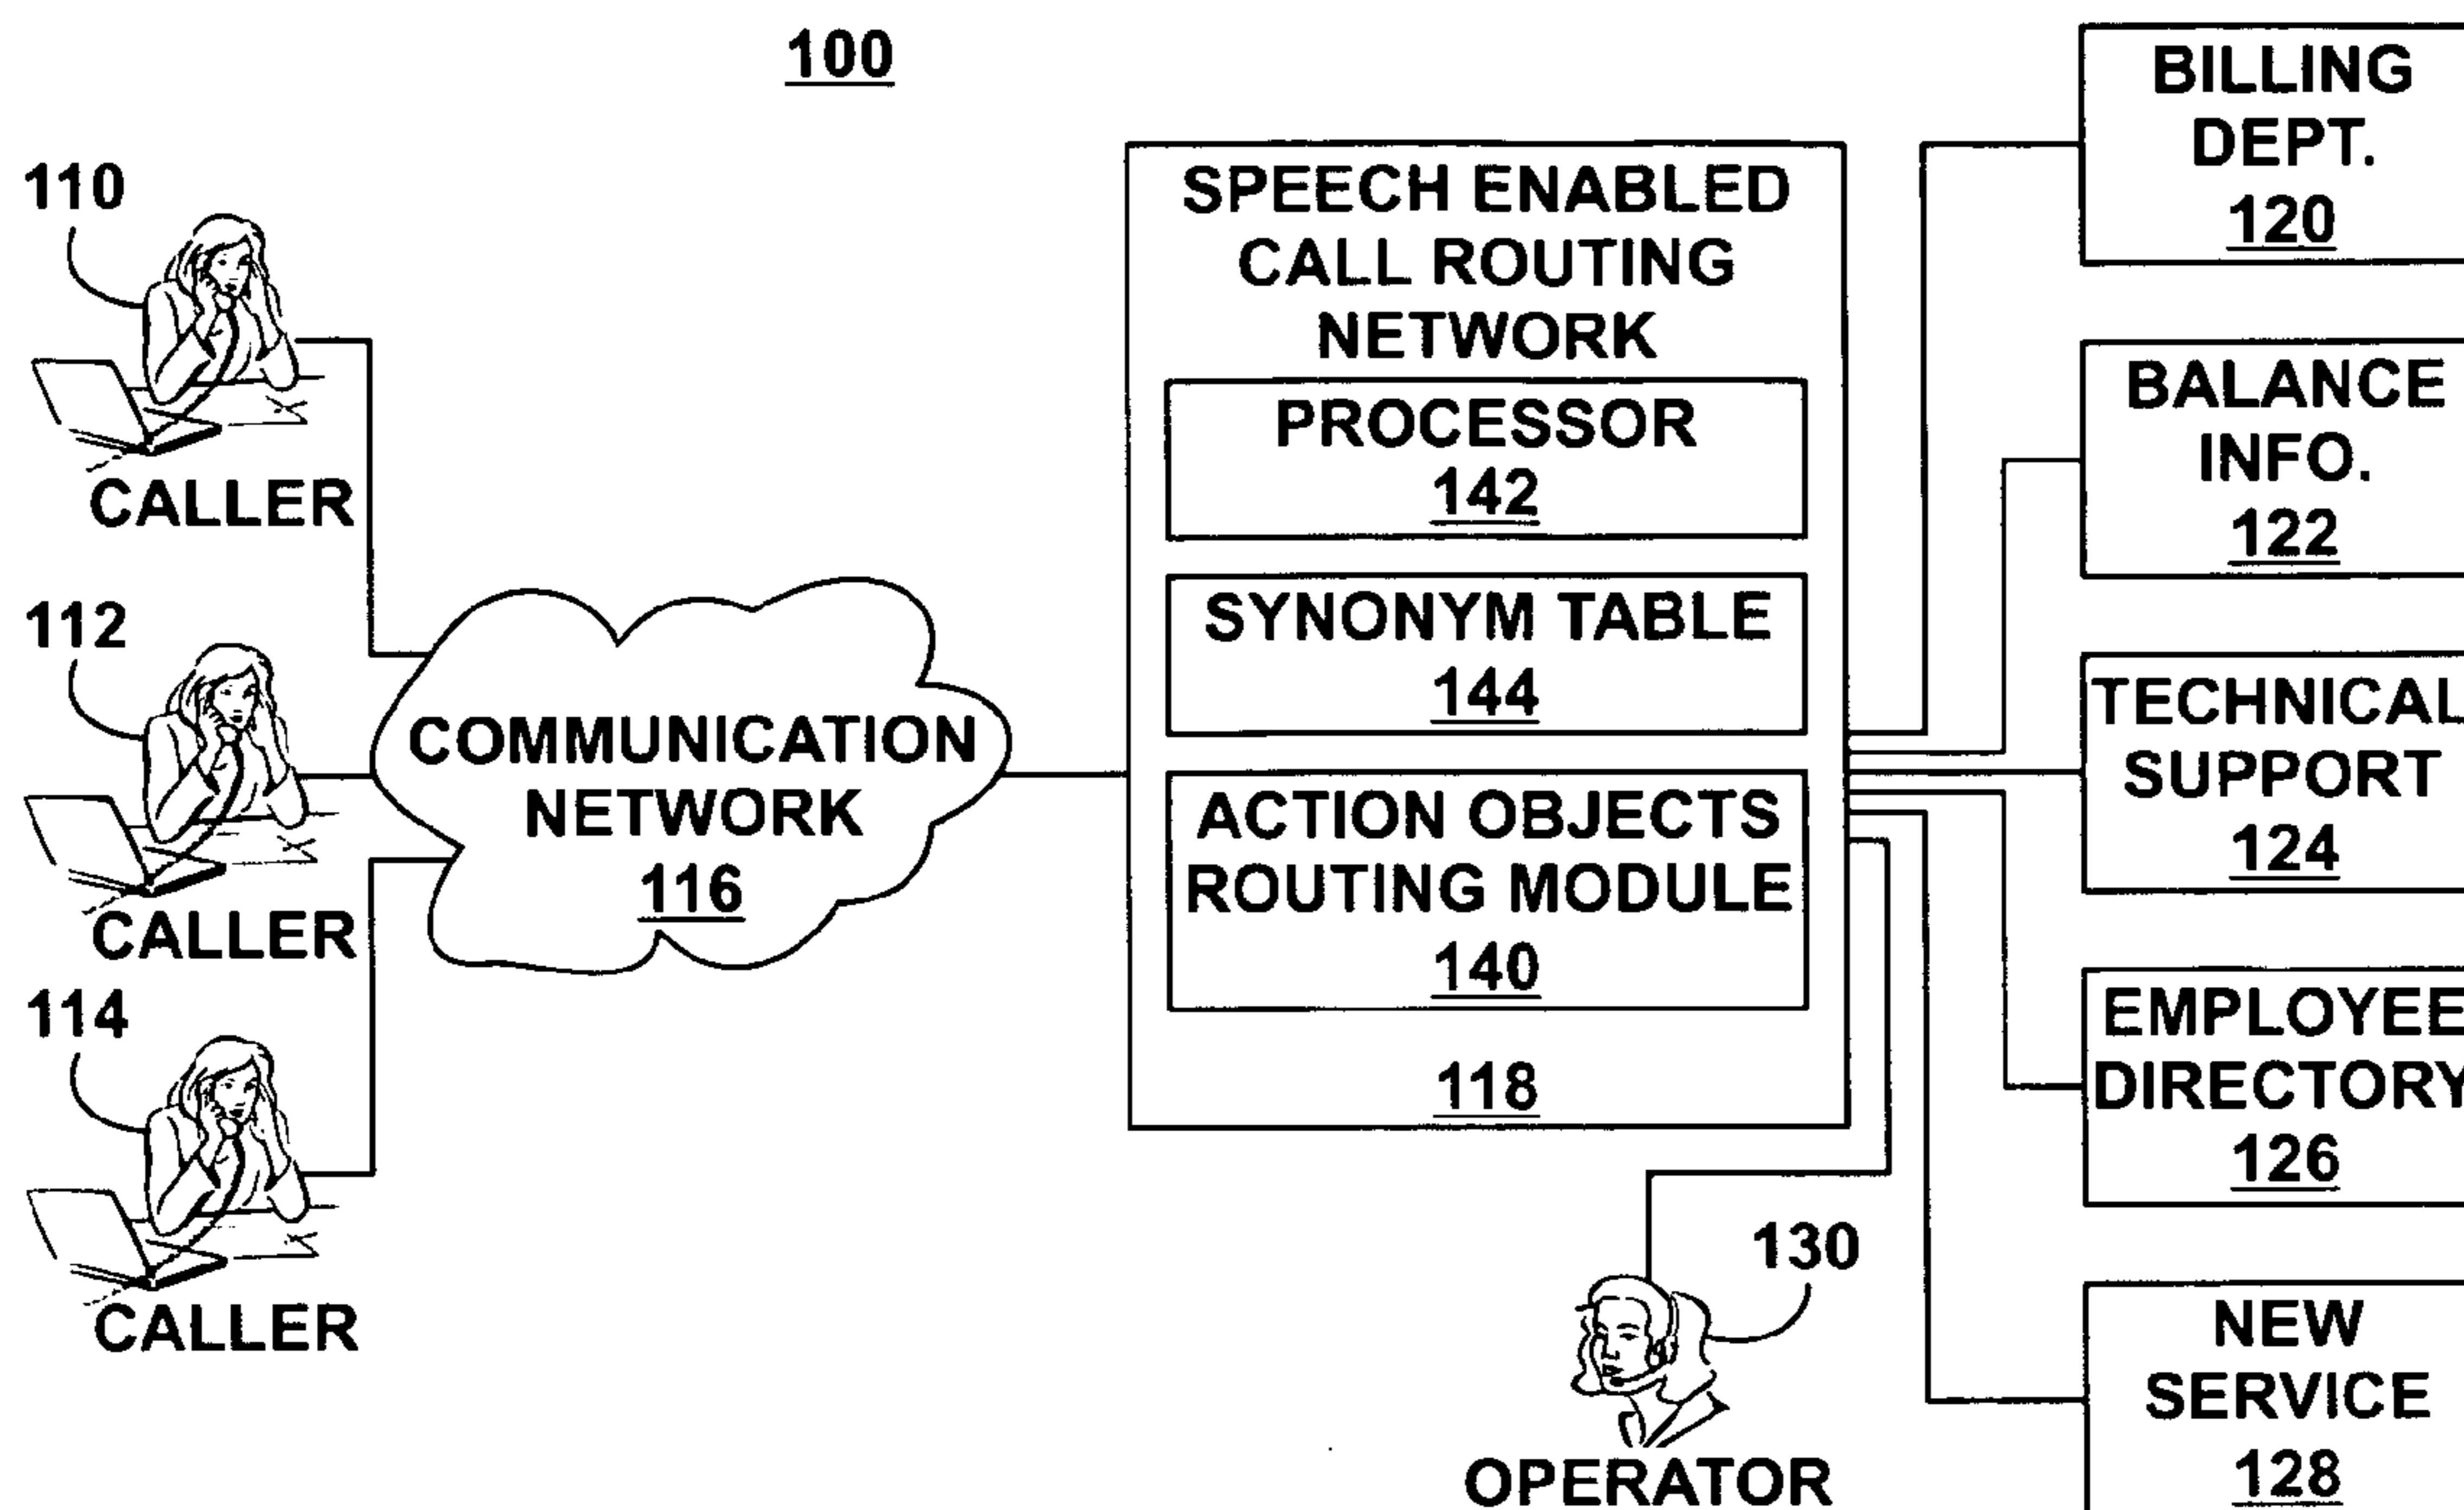 100
110
CALLER
112
CALLER
114
CALLER
COMMUNICATION
NETWORK
116
SPEECH ENABLED
CALL ROUTING
NETWORK
PROCESSOR
142
SYNONYM TABLE
144
ACTION OBJECTS
ROUTING MODULE
140
118
130
OPERATOR
BILLING
DEPT.
120
BALANCE
INFO.
122
TECHNICAL
SUPPORT
124
EMPLOYEE
DIRECTORY
126
NEW
SERVICE
128